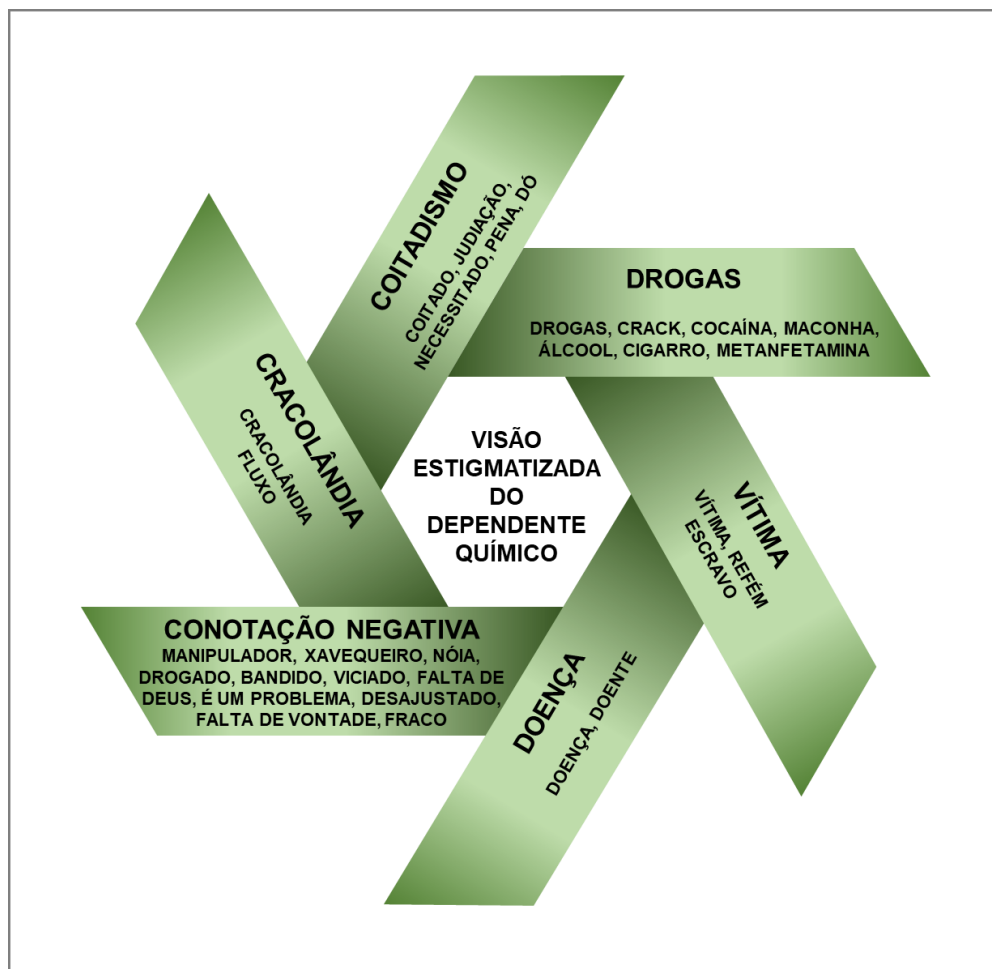 COITADISMO
COITADO, JUDIAÇÃO,
NECESSITADO, PENA, DÓ
DROGAS
DROGAS, CRACK, COCAÍNA, MACONHA,
ÁLCOOL, CIGARRO, METANFETAMINA
CRACOLÂNDIA
CRACOLÂNDIA
FLUXO
VISÃO
ESTIGMATIZADA
DO
DEPENDENTE
QUÍMICO
VÍTIMA
VÍTIMA, REFÉM
ESCRAVO
CONOTAÇÃO NEGATIVA
MANIPULADOR, XAVEQUEIRO, NÓIA,
DROGADO, BANDIDO, VICIADO, FALTA DE
DEUS, É UM PROBLEMA, DESAJUSTADO,
FALTA DE VONTADE, FRACO
DOENÇA
DOENÇA, DOENTE